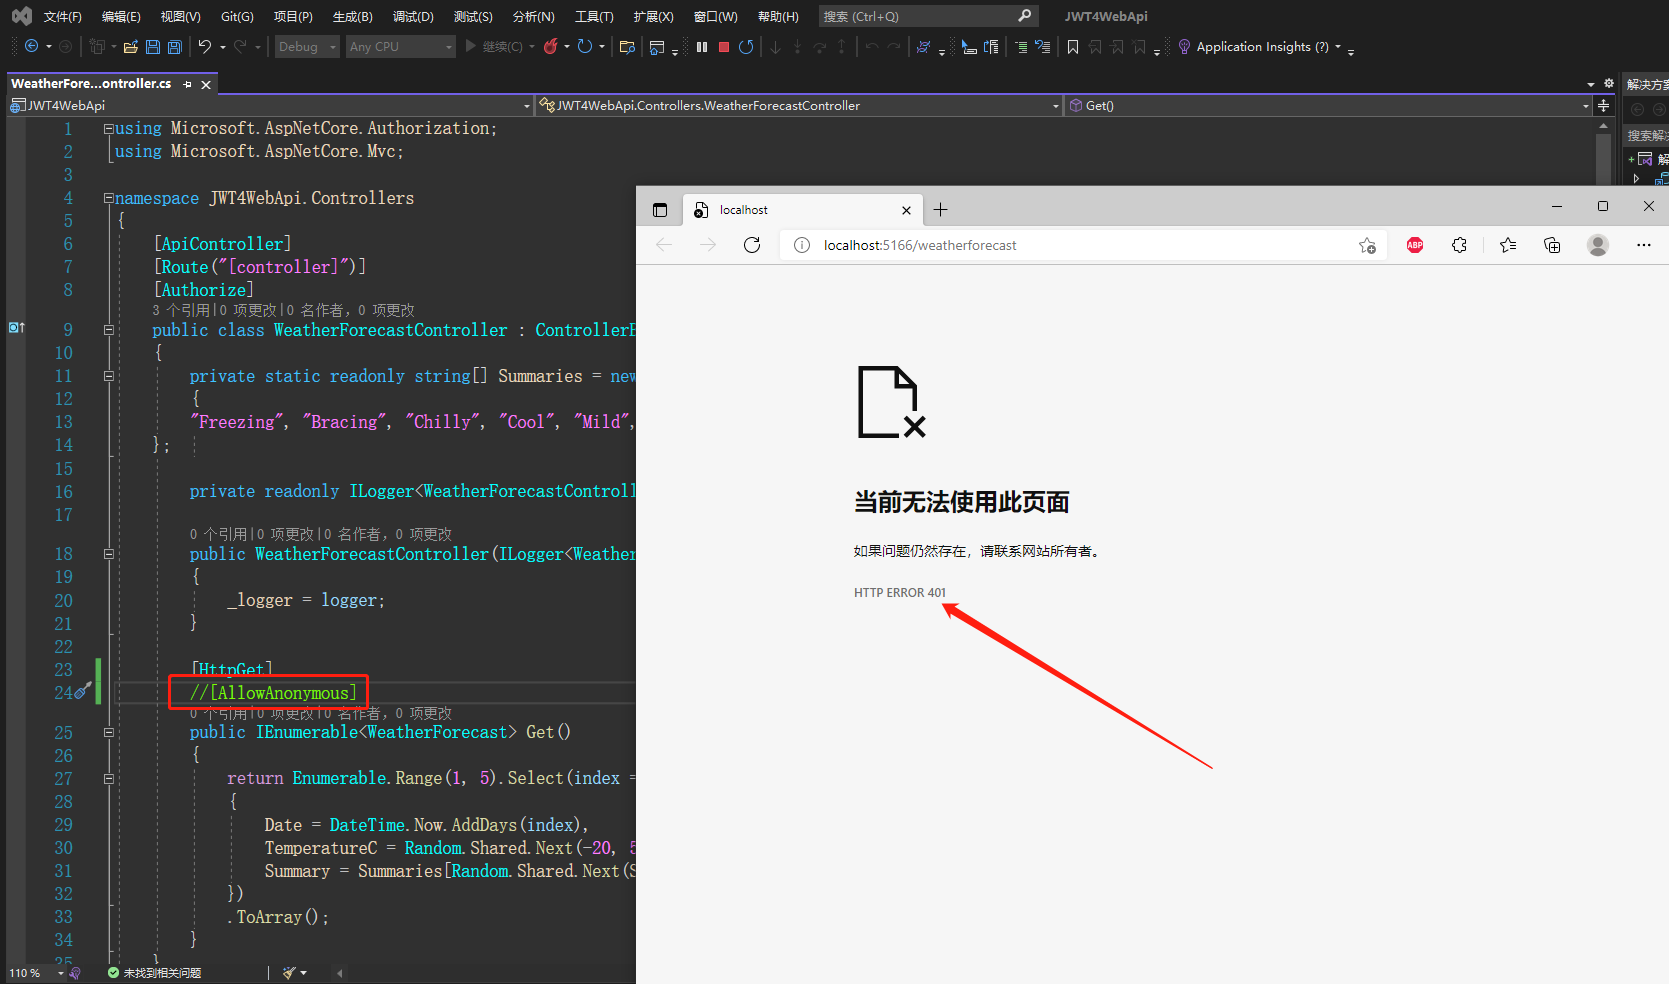 文件(F) 编辑(E) 视图(V) Git(G) 项目(P) 生成(B) 调试(D) 测试(S) 分析(N) 工具(T) 扩展(X) 窗口(W) 帮助(H) 搜索 (Ctrl+Q) JWT4WebApi
Debug Any CPU 继续(C) Application Insights (?)
WeatherFore...ontroller.cs
解决方案
JWT4WebApi JWT4WebApi.Controllers.WeatherForecastController Get()
搜索解决
解
1 using Microsoft.AspNetCore.Authorization;
2 using Microsoft.AspNetCore.Mvc;
3
4 namespace JWT4WebApi.Controllers
5 {
6 [ApiController]
7 [Route("[controller]")]
8 [Authorize]
3 个引用|0 项更改|0 名作者，0 项更改
9 public class WeatherForecastController : ControllerB
10 {
11 private static readonly string[] Summaries = new
12 {
13 "Freezing", "Bracing", "Chilly", "Cool", "Mild",
14 };
15
16 private readonly ILogger<WeatherForecastControll
17
0 个引用|0 项更改|0 名作者，0 项更改
18 public WeatherForecastController(ILogger<Weather
19 {
20 _logger = logger;
21 }
22
23 [HttpGet]
24 //[AllowAnonymous]
0 个引用|0 项更改|0 名作者，0 项更改
25 public IEnumerable<WeatherForecast> Get()
26 {
27 return Enumerable.Range(1, 5).Select(index =
28 {
29 Date = DateTime.Now.AddDays(index),
30 TemperatureC = Random.Shared.Next(-20, 5
31 Summary = Summaries[Random.Shared.Next(S
32 })
33 .ToArray();
34 }
35 }
110 % 未找到相关问题
localhost
localhost:5166/weatherforecast
ABP
当前无法使用此页面
如果问题仍然存在，请联系网站所有者。
HTTP ERROR 401